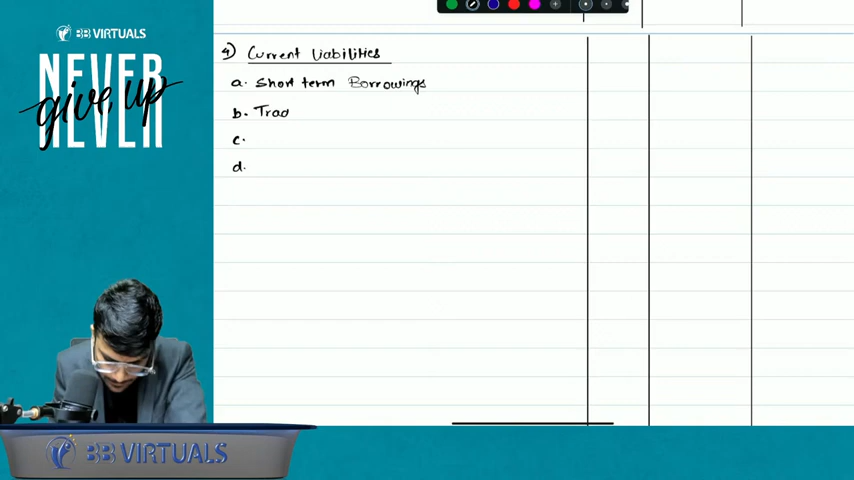 BB VIRTUALS
NEVER
give up
NEVER
4) Current Liabilities
a. Short term Borrowings
b. Trad
c.
d.
BB VIRTUALS